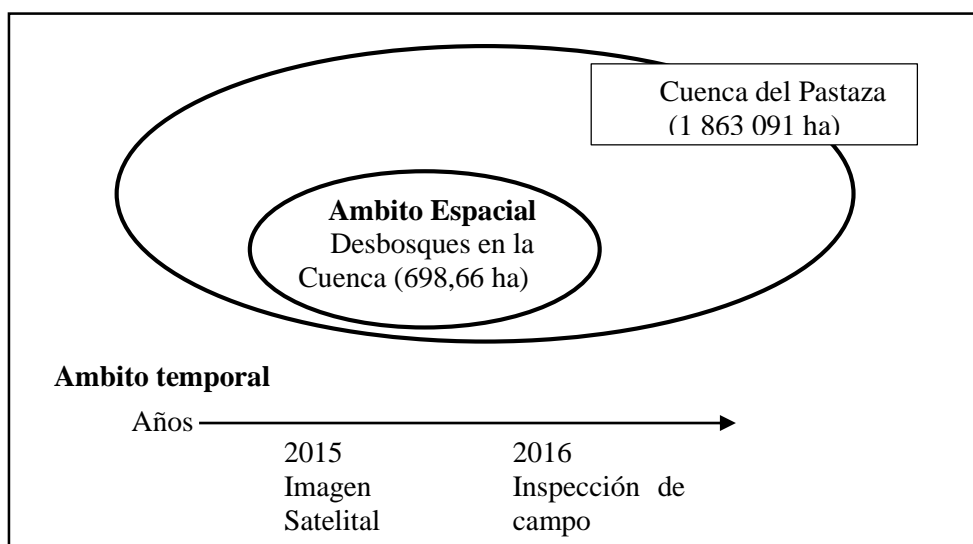 Cuenca del Pastaza
(1 863 091 ha)
Ambito Espacial
Desbosques en la
Cuenca (698,66 ha)
Ambito temporal
Años
2015
Imagen
Satelital
2016
Inspección de
campo